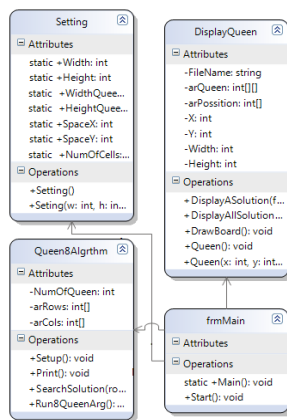 Setting
Attributes
static +Width: int
static +Height: int
static +WidthQuee...
static +HeightQuee...
static +SpaceX: int
static +SpaceY: int
static +NumOfCells:...
Operations
+Setting()
+Seting(w: int, h: in...
DisplayQueen
Attributes
-FileName: string
-arQueen: int[][]
-arPossition: int[]
-X: int
-Y: int
-Width: int
-Height: int
Operations
+DisplayASolution(f...
+DisplayAllSolution...
+DrawBoard(): void
+Queen(): void
+Queen(x: int, y: int...
Queen8Algrthm
Attributes
-NumOfQueen: int
-arRows: int[]
-arCols: int[]
Operations
+Setup(): void
+Print(): void
+SearchSolution(ro...
+Run8QueenArg()...
frmMain
Attributes
Operations
static +Main(): void
+Start(): void